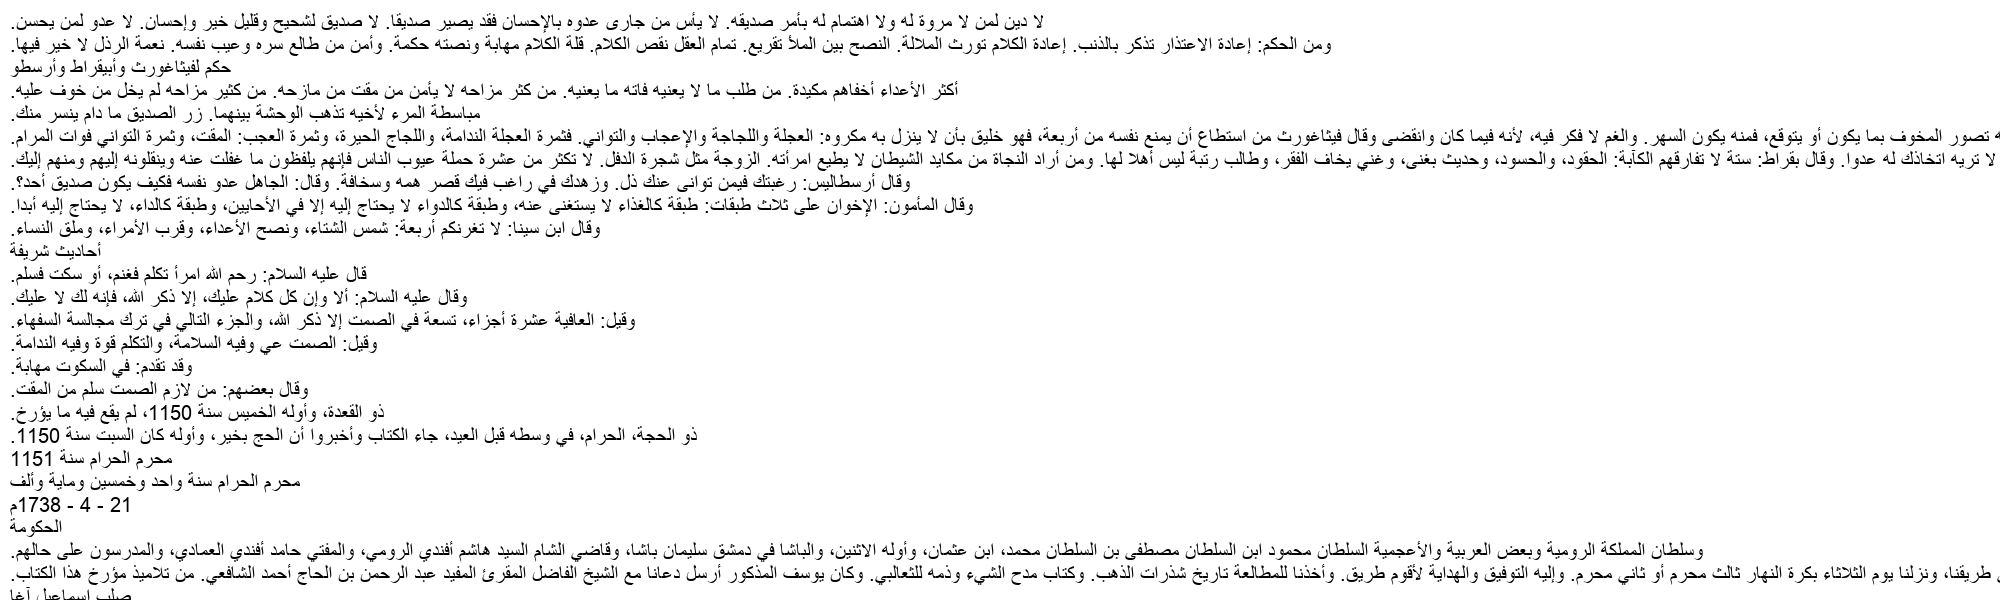 لا دين لمن لا مروة له ولا اهتمام له بأمر صديقه. لا يأس من جارى عدوه بالإحسان فقد يصير صديقا. لا صديق لشحيح وقليل خير وإحسان. لا عدو لمن يحسن.
ومن الحكم: إعادة الاعتذار تذكر بالذنب. إعادة الكلام تورث الملالة. النصح بين الملأ تقريع. تمام العقل نقص الكلام. قلة الكلام مهابة ونصته حكمة. وأمن من طالع سره وعيب نفسه. نعمة الرذل لا خير فيها.
حكم لفيثاغورث وأبيقراط وأرسطو
أكثر الأعداء أخفاهم مكيدة. من طلب ما لا يعنيه فاته ما يعنيه. من كثر مزاحه لا يأمن من مقت من مازحه. من كثير مزاحه لم يخل من خوف عليه.
مباسطة المرء لأخيه تذهب الوحشة بينهما. زر الصديق ما دام ينسر منك.
تصور المخوف بما يكون أو يتوقع، فمنه يكون السهر. والغم لا فكر فيه، لأنه فيما كان وانقضى وقال فيثاغورث من استطاع أن يمنع نفسه من أربعة، فهو خليق بأن لا ينزل به مكروه: العجلة واللجاجة والإعجاب والتواني. فثمرة العجلة الندامة، واللجاج الحيرة، وثمرة العجب: المقت، وثمرة التواني فوات المرام.
لا تريه اتخاذك له عدوا. وقال بقراط: ستة لا تفارقهم الكآبة: الحقود، والحسود، وحديث بغنى، وغني يخاف الفقر، وطالب رتبة ليس أهلا لها. ومن أراد النجاة من مكايد الشيطان لا يطيع امرأته. الزوجة مثل شجرة الدفل. لا تكثر من عشرة حملة عيوب الناس فإنهم يلفظون ما غفلت عنه وينقلونه إليهم ومنهم إليك.
وقال أرسطاليس: رغبتك فيمن توانى عنك ذل. وزهدك في راغب فيك قصر همه وسخافة. وقال: الجاهل عدو نفسه فكيف يكون صديق أحد؟.
وقال المأمون: الإخوان على ثلاث طبقات: طبقة كالغذاء لا يستغنى عنه، وطبقة كالدواء لا يحتاج إليه إلا في الأحايين، وطبقة كالداء، لا يحتاج إليه أبدا.
وقال ابن سينا: لا تغرنكم أربعة: شمس الشتاء، ونصح الأعداء، وقرب الأمراء، وملق النساء.
أحاديث شريفة
قال عليه السلام: رحم الله امرأ تكلم فغنم، أو سكت فسلم.
وقال عليه السلام: ألا وإن كل كلام عليك، إلا ذكر الله، فإنه لك لا عليك.
وقيل: العافية عشرة أجزاء، تسعة في الصمت إلا ذكر الله، والجزء التالي في ترك مجالسة السفهاء.
وقيل: الصمت عي وفيه السلامة، والتكلم قوة وفيه الندامة.
وقد تقدم: في السكوت مهابة.
وقال بعضهم: من لازم الصمت سلم من المقت.
ذو القعدة، وأوله الخميس سنة 1150، لم يقع فيه ما يؤرخ.
ذو الحجة، الحرام، في وسطه قبل العيد، جاء الكتاب وأخبروا أن الحج بخير، وأوله كان السبت سنة 1150.
محرم الحرام سنة 1151
محرم الحرام سنة واحد وخمسين وماية وألف
21 - 4 - 1738م
الحكومة
وسلطان المملكة الرومية وبعض العربية والأعجمية السلطان محمود ابن السلطان مصطفى بن السلطان محمد، ابن عثمان، وأوله الاثنين، والباشا في دمشق سليمان باشا، وقاضي الشام السيد هاشم أفندي الرومي، والمفتي حامد أفندي العمادي، والمدرسون على حالهم.
طريقنا، ونزلنا يوم الثلاثاء بكرة النهار ثالث محرم أو ثاني محرم. وإليه التوفيق والهداية لأقوم طريق. وأخذنا للمطالعة تاريخ شذرات الذهب. وكتاب مدح الشيء وذمه للثعالبي. وكان يوسف المذكور أرسل دعانا مع الشيخ الفاضل المقرئ المفيد عبد الرحمن بن الحاج أحمد الشافعي. من تلاميذ مؤرخ هذا الكتاب.
صلب إسماعيل آغا